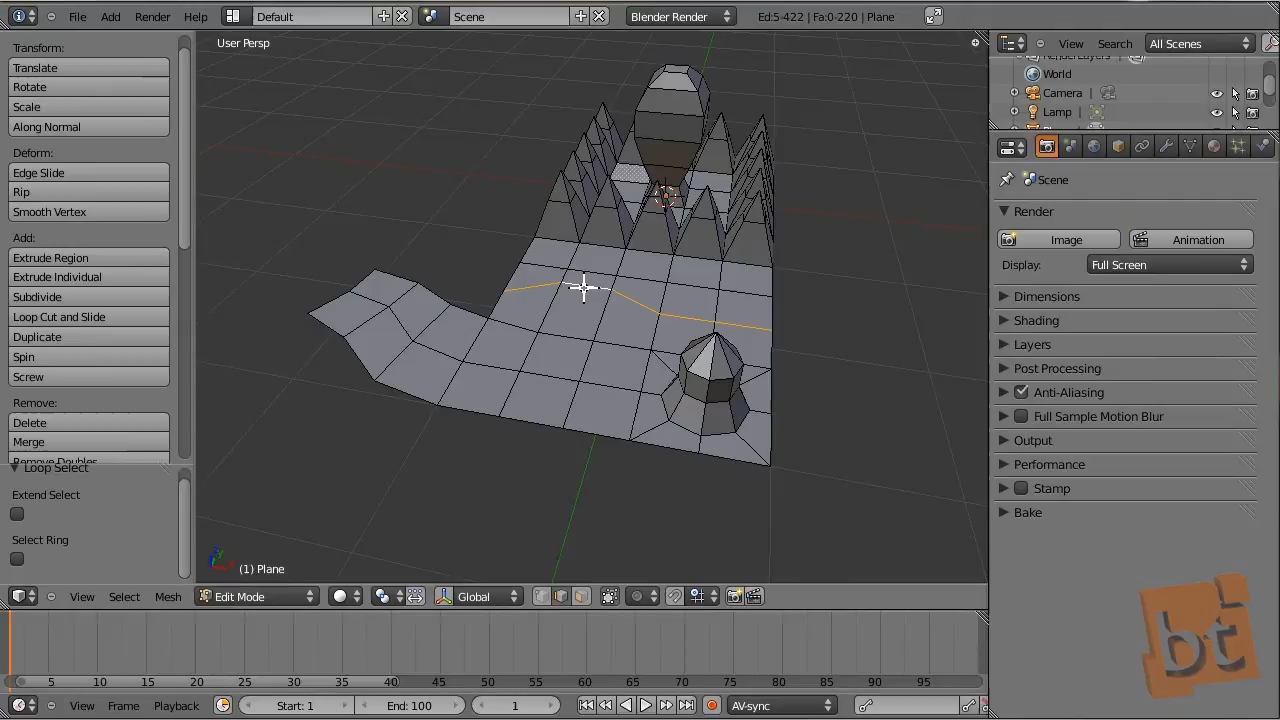 File Add Render Help Default Scene Blender Render Ed:5-422 | Fa:0-220 | Plane
User Persp
View Search All Scenes
World
Camera
Lamp
Transform:
Translate
Rotate
Scale
Along Normal
Deform:
Edge Slide
Rip
Smooth Vertex
Add:
Extrude Region
Extrude Individual
Subdivide
Loop Cut and Slide
Duplicate
Spin
Screw
Remove:
Delete
Merge
Remove Doubles
Loop Select
Extend Select
Select Ring
(1) Plane
Scene
Render
Image Animation
Display: Full Screen
Dimensions
Shading
Layers
Post Processing
Anti-Aliasing
Full Sample Motion Blur
Output
Performance
Stamp
Bake
View Select Mesh Edit Mode Global
5 10 15 20 25 30 35 40 45 50 55 60 65 70 75 80 85 90 95
View Frame Playback Start: 1 End: 100 1 AV-sync
bt